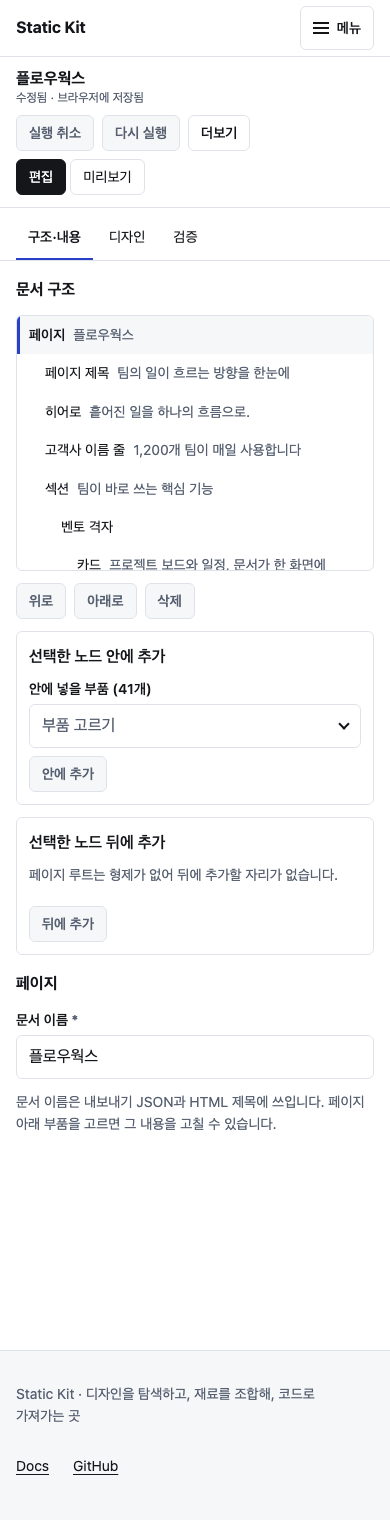 Static Kit
메뉴
플로우웍스
수정됨 · 브라우저에 저장됨
실행 취소 다시 실행 더보기
편집 미리보기
구조·내용 디자인 검증
문서 구조
페이지 플로우웍스
페이지 제목 팀의 일이 흐르는 방향을 한눈에
히어로 흩어진 일을 하나의 흐름으로.
고객사 이름 줄 1,200개 팀이 매일 사용합니다
섹션 팀이 바로 쓰는 핵심 기능
벤토 격자
카드 프로젝트 보드와 일정, 문서가 한 화면에
위로 아래로 삭제
선택한 노드 안에 추가
안에 넣을 부품 (41개)
부품 고르기
안에 추가
선택한 노드 뒤에 추가
페이지 루트는 형제가 없어 뒤에 추가할 자리가 없습니다.
뒤에 추가
페이지
문서 이름 *
플로우웍스
문서 이름은 내보내기 JSON과 HTML 제목에 쓰입니다. 페이지
아래 부품을 고르면 그 내용을 고칠 수 있습니다.
Static Kit · 디자인을 탐색하고, 재료를 조합해, 코드로
가져가는 곳
Docs GitHub